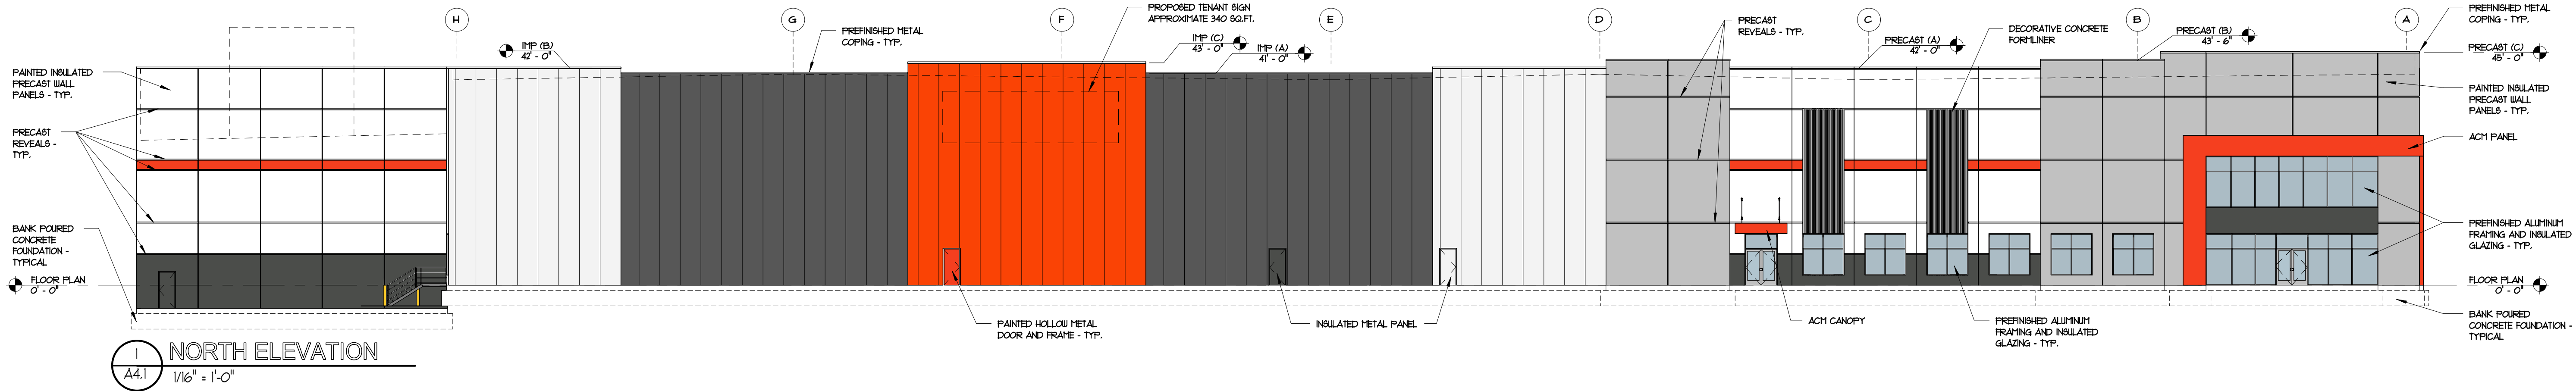 H
G
F
E
D
C
B
A
PROPOSED TENANT SIGN
APPROXIMATE 340 SQ.FT.
PREFINISHED METAL
COPING - TYP.
IMP (B)
42' - 0"
IMP (C)
43' - 0"
IMP (A)
41' - 0"
PRECAST
REVEALS - TYP.
PRECAST (A)
42' - 0"
DECORATIVE CONCRETE
FORMLINER
PRECAST (B)
43' - 6"
PREFINISHED METAL
COPING - TYP.
PRECAST (C)
45' - 0"
PAINTED INSULATED
PRECAST WALL
PANELS - TYP.
PRECAST
REVEALS -
TYP.
BANK POURED
CONCRETE
FOUNDATION -
TYPICAL
FLOOR PLAN
0' - 0"
PAINTED INSULATED
PRECAST WALL
PANELS - TYP.
ACM PANEL
PREFINISHED ALUMINUM
FRAMING AND INSULATED
GLAZING - TYP.
FLOOR PLAN
0' - 0"
BANK POURED
CONCRETE FOUNDATION -
TYPICAL
PAINTED HOLLOW METAL
DOOR AND FRAME - TYP.
INSULATED METAL PANEL
ACM CANOPY
PREFINISHED ALUMINUM
FRAMING AND INSULATED
GLAZING - TYP.
1
A4.1
NORTH ELEVATION
1/16" = 1'-0"